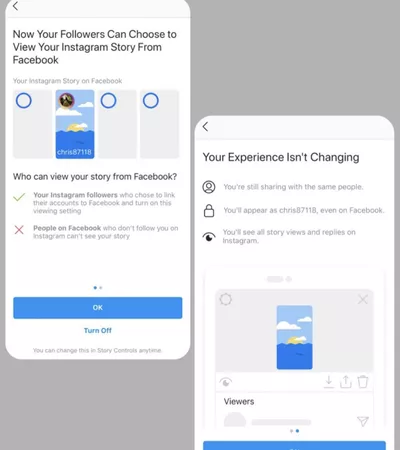 Now Your Followers Can Choose to
View Your Instagram Story From
Facebook
Your Instagram Story on Facebook
chris87118
Who can view your story from Facebook?
Your Instagram followers who chose to link
their accounts to Facebook and turn on this
viewing setting
People on Facebook who don't follow you on
Instagram can't see your story
OK
Turn Off
You can change this in Story Controls anytime.
Your Experience Isn't Changing
You're still sharing with the same people.
You'll appear as chris87118, even on Facebook.
You'll see all story views and replies on
Instagram.
Viewers